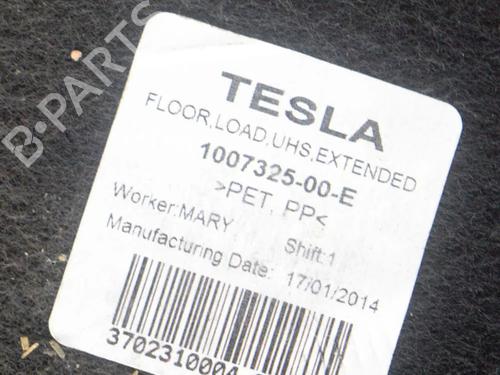 B-PARTS
TESLA
FLOOR,LOAD,UHS,EXTENDED
1007325-00-E
>PET, PP<
Worker:MARY Shift:1
Manufacturing Date: 17/01/2014
3702310004